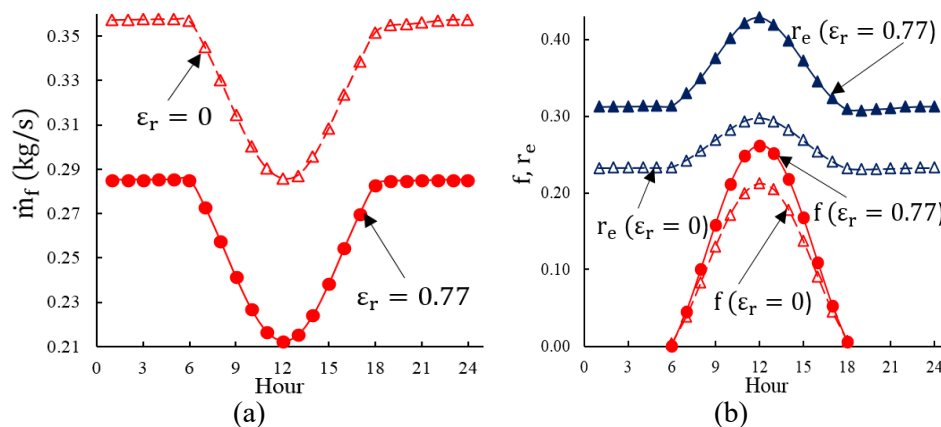 0.35
0.33
0.31
0.29
0.27
0.25
0.23
0.21
ṁf (kg/s)
εr = 0
εr = 0.77
0 3 6 9 12 15 18 21 24
Hour
(a)
0.40
0.30
0.20
0.10
0.00
f, re
re (εr = 0.77)
re (εr = 0)
f (εr = 0.77)
f (εr = 0)
0 3 6 9 12 15 18 21 24
Hour
(b)